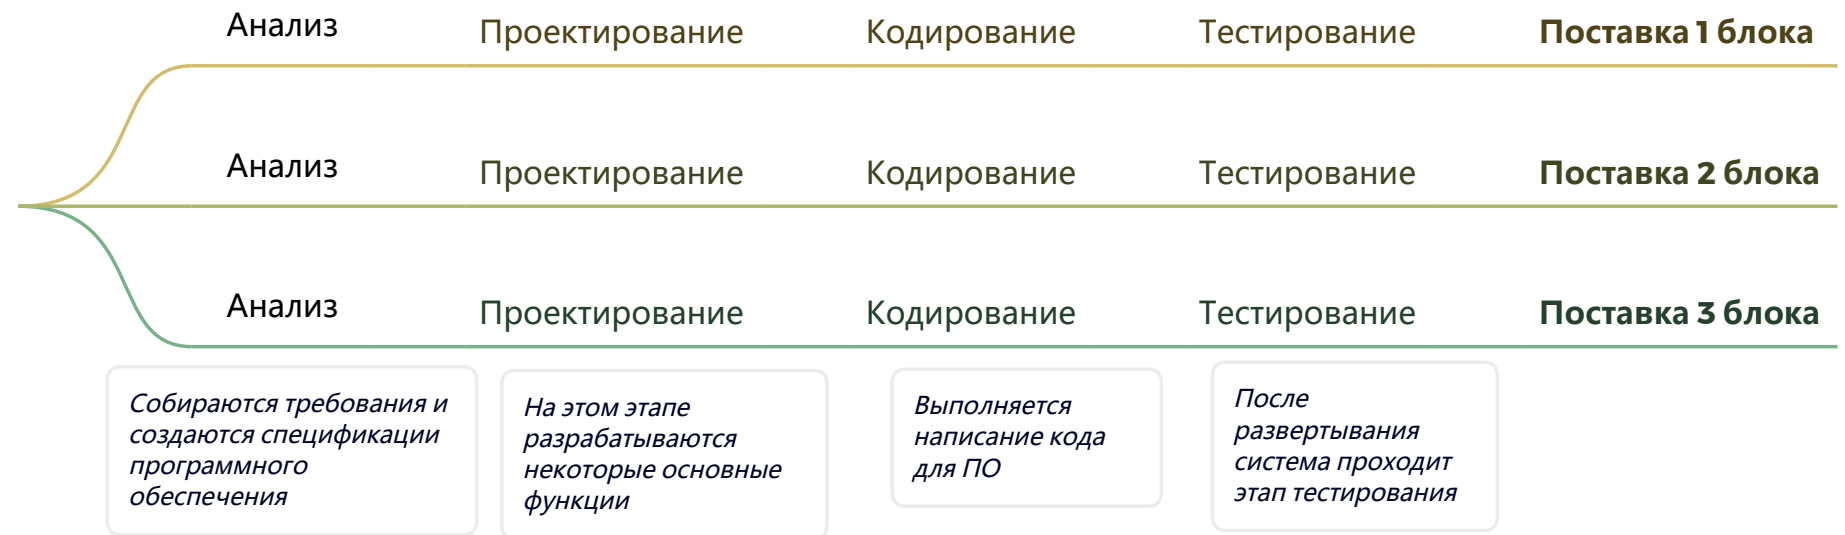 Анализ Проектирование Кодирование Тестирование Поставка 1 блока
Анализ Проектирование Кодирование Тестирование Поставка 2 блока
Анализ Проектирование Кодирование Тестирование Поставка 3 блока
Собираются требования и
создаются спецификации
программного
обеспечения
На этом этапе
разрабатываются
некоторые основные
функции
Выполняется
написание кода
для ПО
После
развертывания
система проходит
этап тестирования